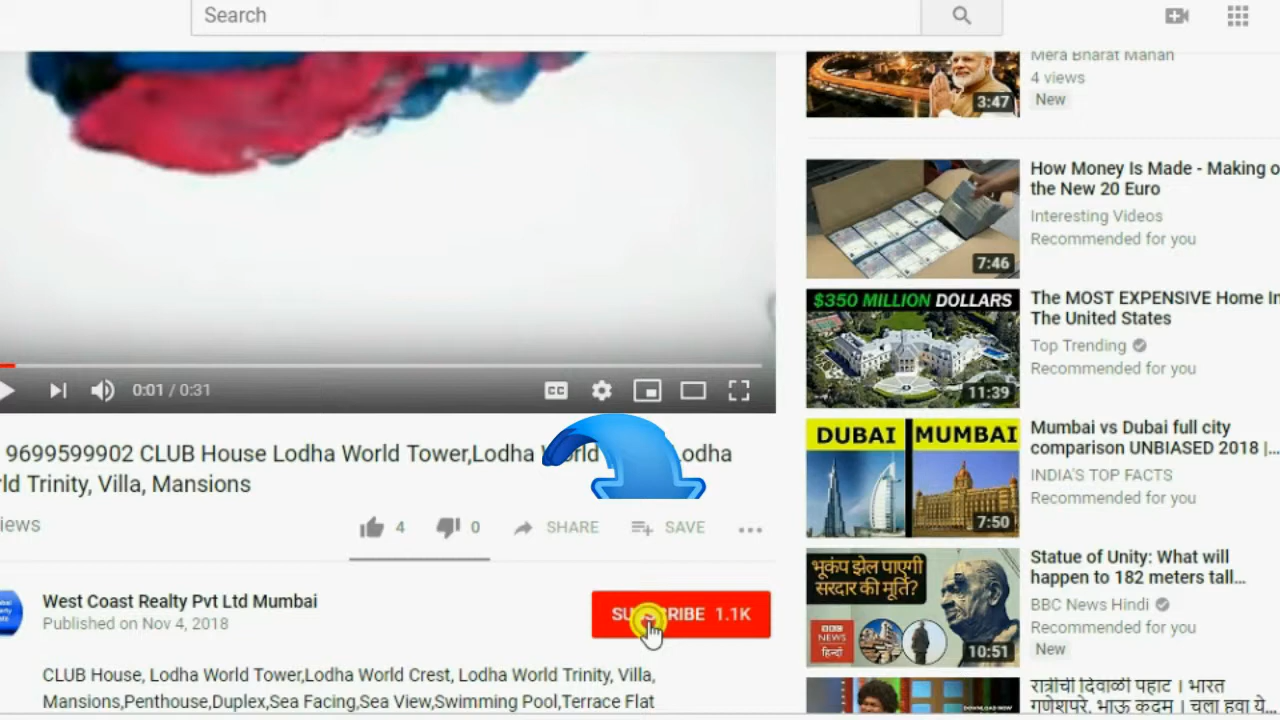 Search
Mera Bharat Mahan
4 views
New
3:47
How Money Is Made - Making o
the New 20 Euro
Interesting Videos
Recommended for you
7:46
$350 MILLION DOLLARS
11:39
The MOST EXPENSIVE Home In
The United States
Top Trending
Recommended for you
0:01 / 0:31
CC
9699599902 CLUB House Lodha World Tower,Lodha
rld Trinity, Villa, Mansions
iews
4
0
SHARE
SAVE
DUBAI MUMBAI
7:50
Mumbai vs Dubai full city
comparison UNBIASED 2018 |...
INDIA'S TOP FACTS
Recommended for you
West Coast Realty Pvt Ltd Mumbai
Published on Nov 4, 2018
SUBSCRIBE 1.1K
भूकंप झेल पाएगी
सरदार की मूर्ति?
BBC
NEWS
हिन्दी
10:51
Statue of Unity: What will
happen to 182 meters tall...
BBC News Hindi
Recommended for you
New
CLUB House, Lodha World Tower,Lodha World Crest, Lodha World Trinity, Villa,
Mansions,Penthouse,Duplex,Sea Facing,Sea View,Swimming Pool,Terrace Flat
DOWNLOAD NOW
रात्रीची दिवाळी पहाट । भारत
गणेशपुरे, भाऊ कदम । चला हवा ये...